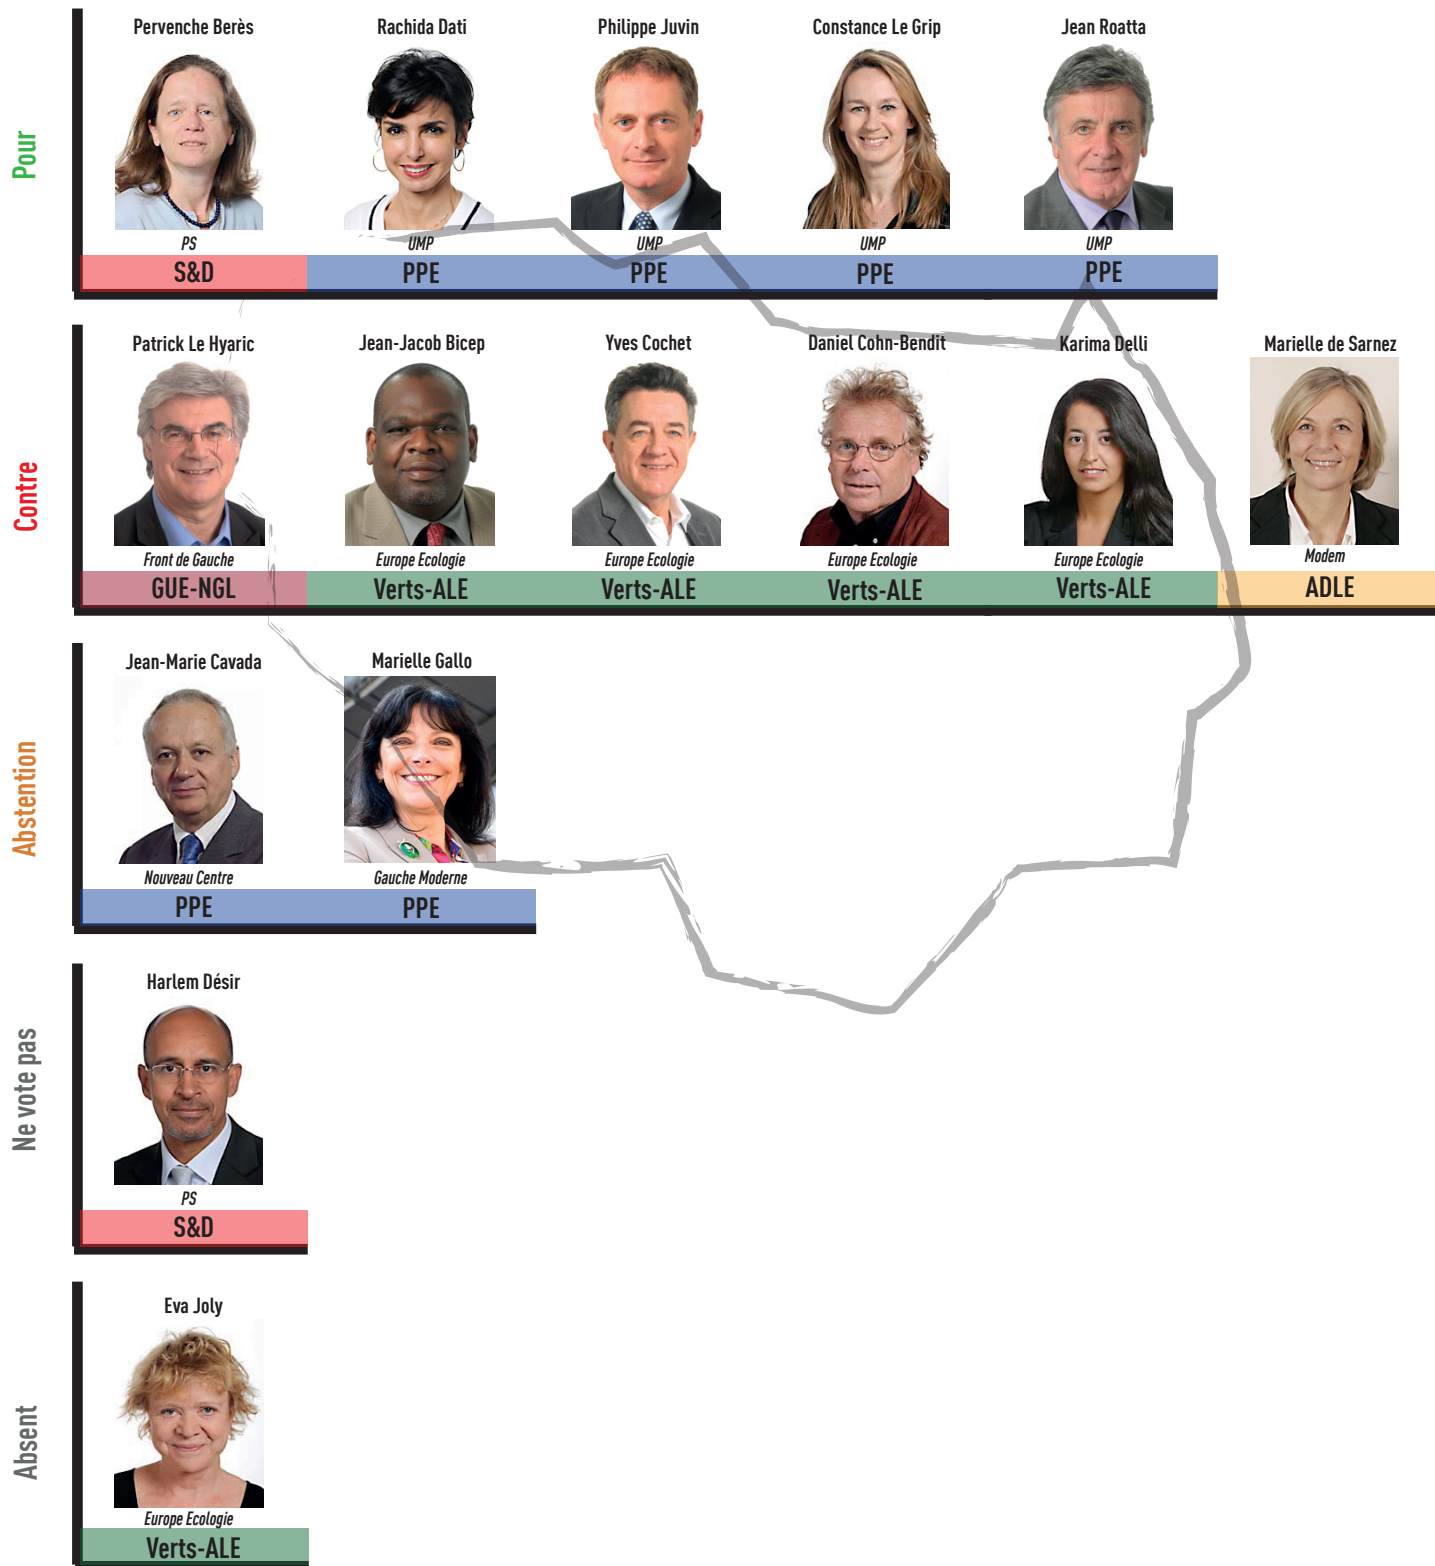 Pour
Pervenche Berès
Rachida Dati
Philippe Juvin
Constance Le Grip
Jean Roatta
PS
UMP
UMP
UMP
UMP
S&D
PPE
PPE
PPE
PPE
Contre
Patrick Le Hyaric
Jean-Jacob Bicep
Yves Cochet
Daniel Cohn-Bendit
Karima Delli
Marielle de Sarnez
Front de Gauche
Europe Ecologie
Europe Ecologie
Europe Ecologie
Europe Ecologie
Modem
GUE-NGL
Verts-ALE
Verts-ALE
Verts-ALE
Verts-ALE
ADLE
Abstention
Jean-Marie Cavada
Marielle Gallo
Nouveau Centre
Gauche Moderne
PPE
PPE
Ne vote pas
Harlem Désir
PS
S&D
Absent
Eva Joly
Europe Ecologie
Verts-ALE